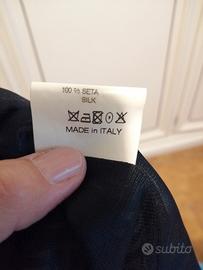 100 % SETA
SILK
MADE IN ITALY
subito